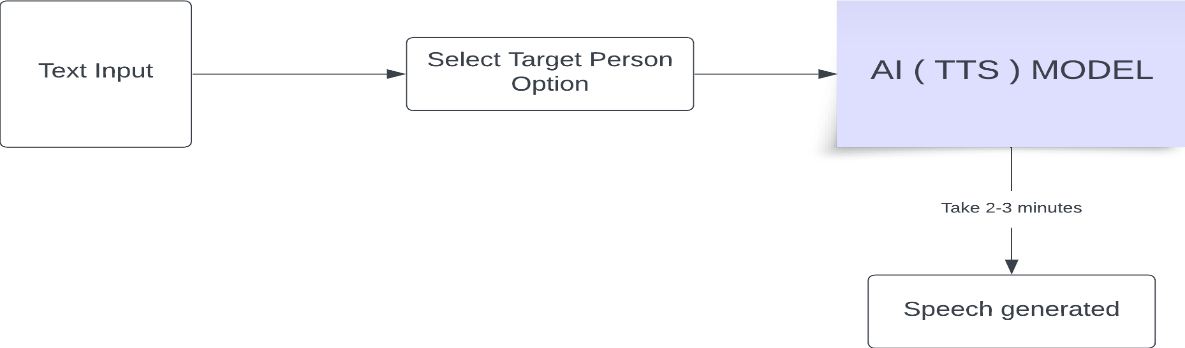 Text Input
Select Target Person
Option
AI ( TTS ) MODEL
Take 2-3 minutes
Speech generated